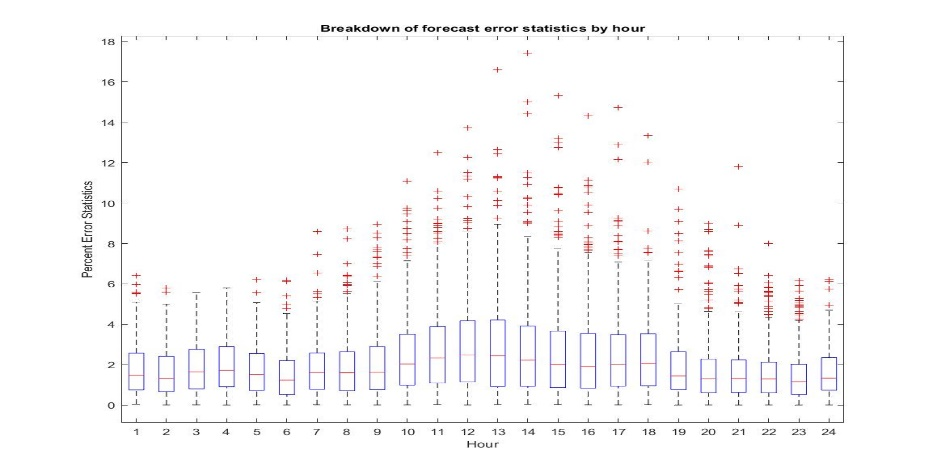 Breakdown of forecast error statistics by hour
18
16
14
12
10
8
6
4
2
0
Percent Error Statistics
1 2 3 4 5 6 7 8 9 10 11 12 13 14 15 16 17 18 19 20 21 22 23 24
Hour